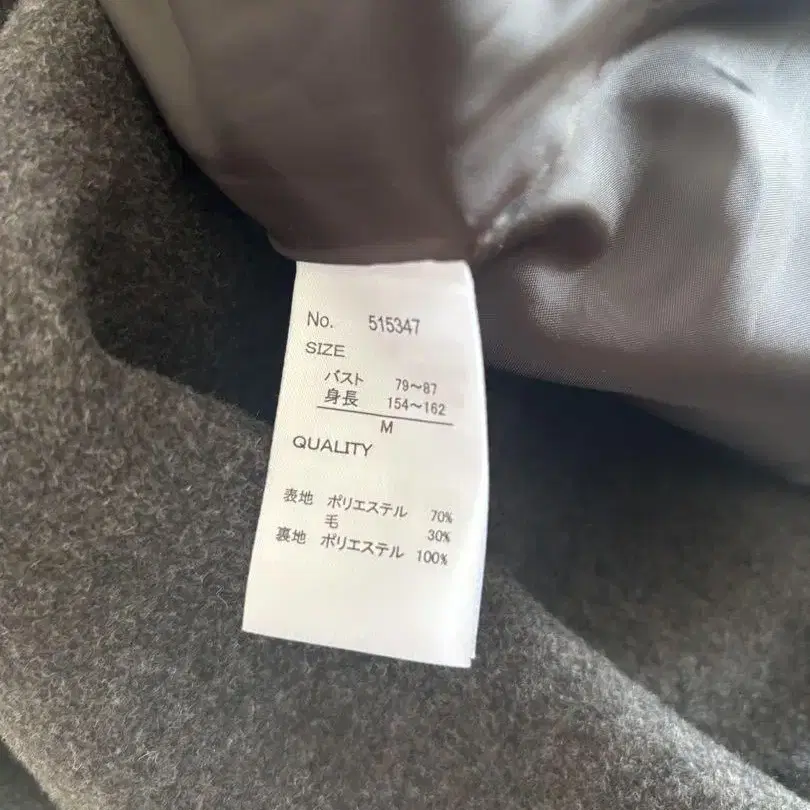 No. 515347
SIZE
バスト 79～87
身長 154～162
M
QUALITY
表地 ポリエステル 70%
毛 30%
裏地 ポリエステル 100%